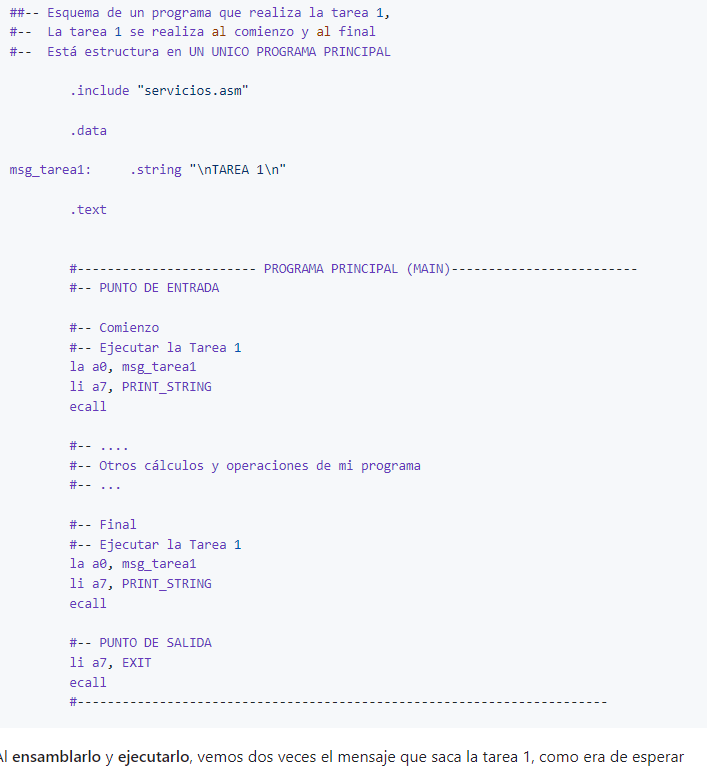 ##-- Esquema de un programa que realiza la tarea 1,
#--  La tarea 1 se realiza al comienzo y al final
#--  Está estructura en UN UNICO PROGRAMA PRINCIPAL
.include "servicios.asm"
.data
msg_tarea1:     .string "\nTAREA 1\n"
.text
#------------------------ PROGRAMA PRINCIPAL (MAIN)-------------------------
#-- PUNTO DE ENTRADA
#-- Comienzo
#-- Ejecutar la Tarea 1
la a0, msg_tarea1
li a7, PRINT_STRING
ecall
#-- ....
#-- Otros cálculos y operaciones de mi programa
#-- ...
#-- Final
#-- Ejecutar la Tarea 1
la a0, msg_tarea1
li a7, PRINT_STRING
ecall
#-- PUNTO DE SALIDA
li a7, EXIT
ecall
#-----------------------------------------------------------------------
Al ensamblarlo y ejecutarlo, vemos dos veces el mensaje que saca la tarea 1, como era de esperar